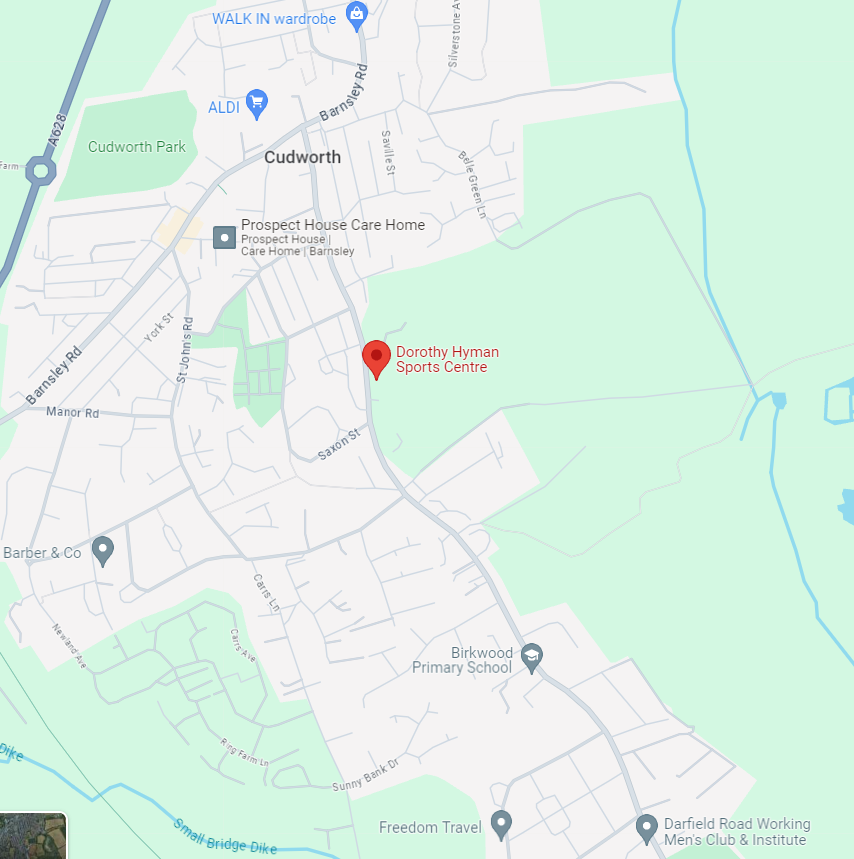 WALK IN wardrobe
Silverstone A
A628
ALDI
Barnsley Rd
Cudworth Park
Cudworth
Saville St
Belle Green Ln
Farm
Prospect House Care Home
Prospect House |
Care Home | Barnsley
York St
St John's Rd
Barnsley Rd
Dorothy Hyman
Sports Centre
Manor Rd
Saxon St
Barber & Co
Carrs Ln
Newland Ave
Carrs Ave
Birkwood
Primary School
Ring Farm Ln
Dike
Sunny Bank Dr
Small Bridge Dike
Freedom Travel
Darfield Road Working
Men's Club & Institute